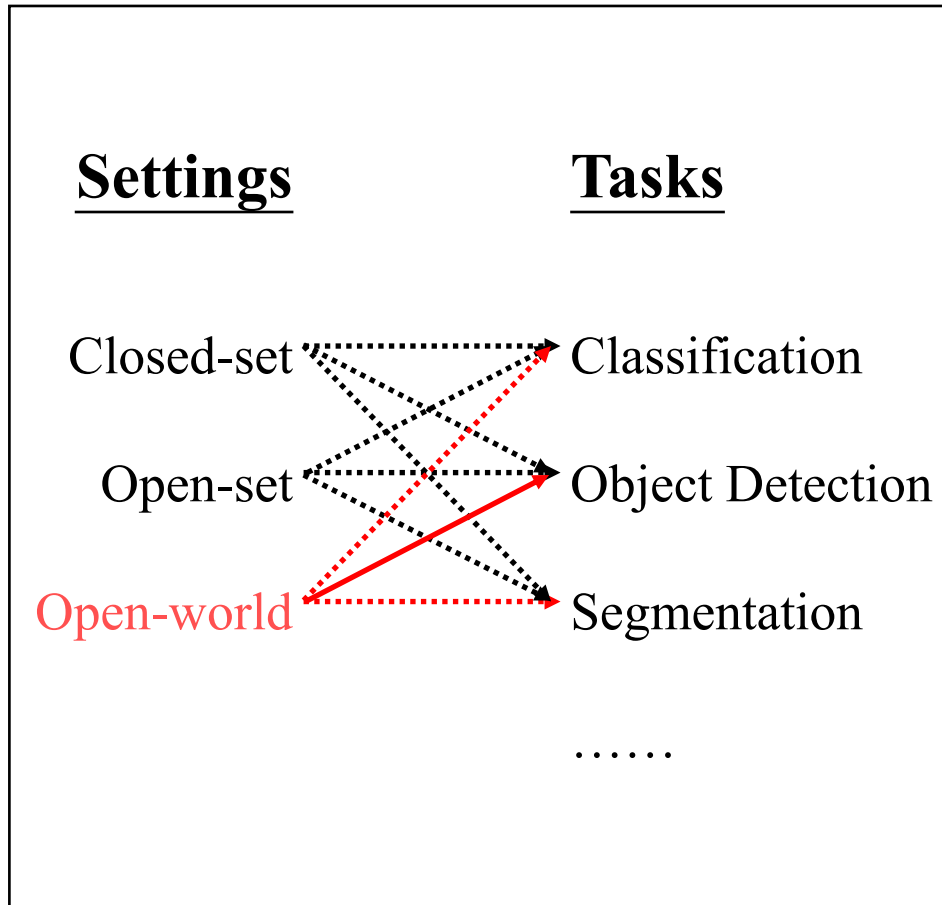 Settings
Tasks
Closed-set
Classification
Open-set
Object Detection
Open-world
Segmentation
……